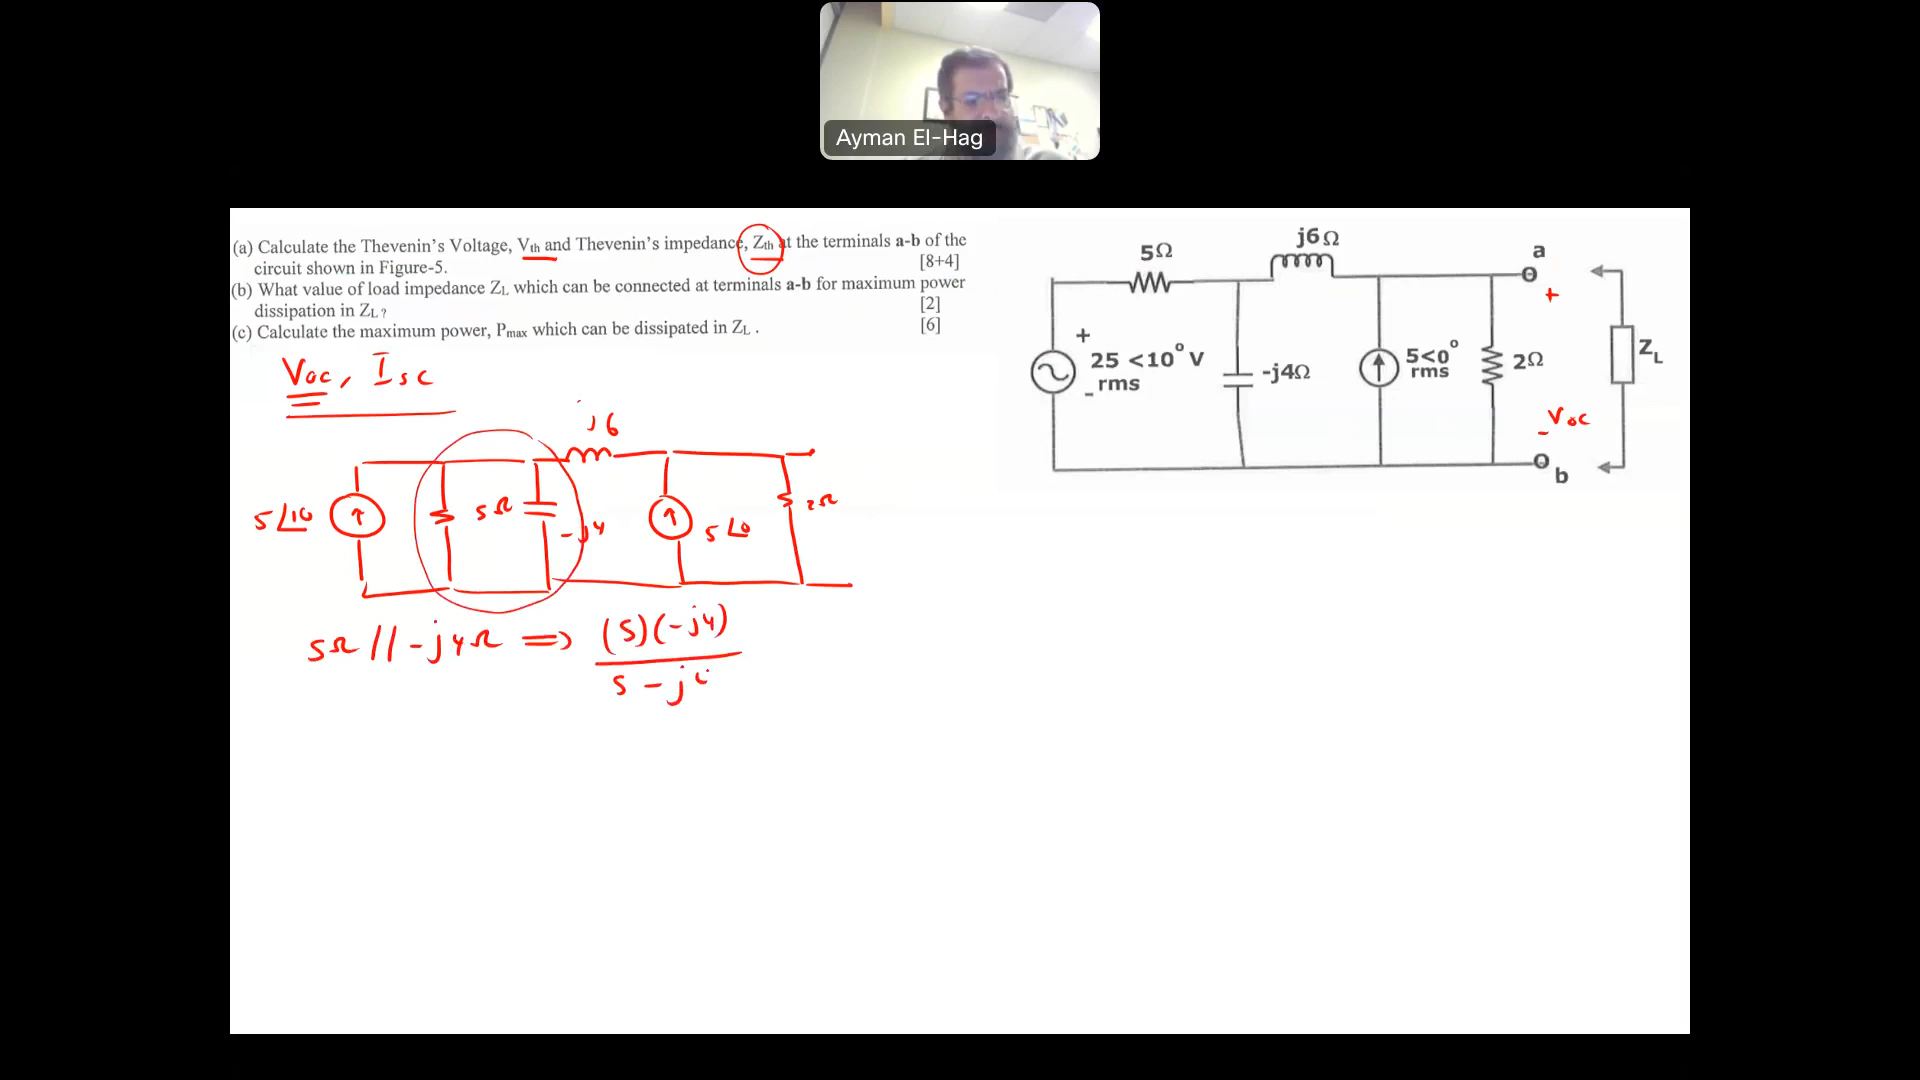 Ayman El-Hag
(a) Calculate the Thevenin's Voltage, Vth and Thevenin's impedance, Zth at the terminals a-b of the
circuit shown in Figure-5. [8+4]
(b) What value of load impedance ZL which can be connected at terminals a-b for maximum power
dissipation in ZL? [2]
(c) Calculate the maximum power, Pmax which can be dissipated in ZL. [6]
Voc, Isc
j6
5∠10
5Ω
-j4
5∠0
2Ω
5Ω // -j4Ω ⇒ (5)(-j4)
5 - j
5Ω
j6Ω
a
+
+
25 <10° V
- rms
-j4Ω
5<0°
rms
2Ω
ZL
- Voc
b